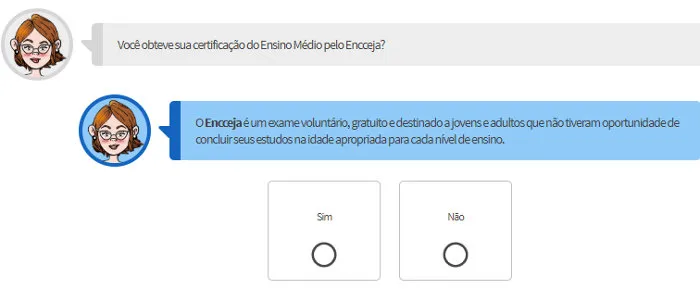 Você obteve sua certificação do Ensino Médio pelo Encceja?
O Encceja é um exame voluntário, gratuito e destinado a jovens e adultos que não tiveram oportunidade de
concluir seus estudos na idade apropriada para cada nível de ensino.
Sim
Não